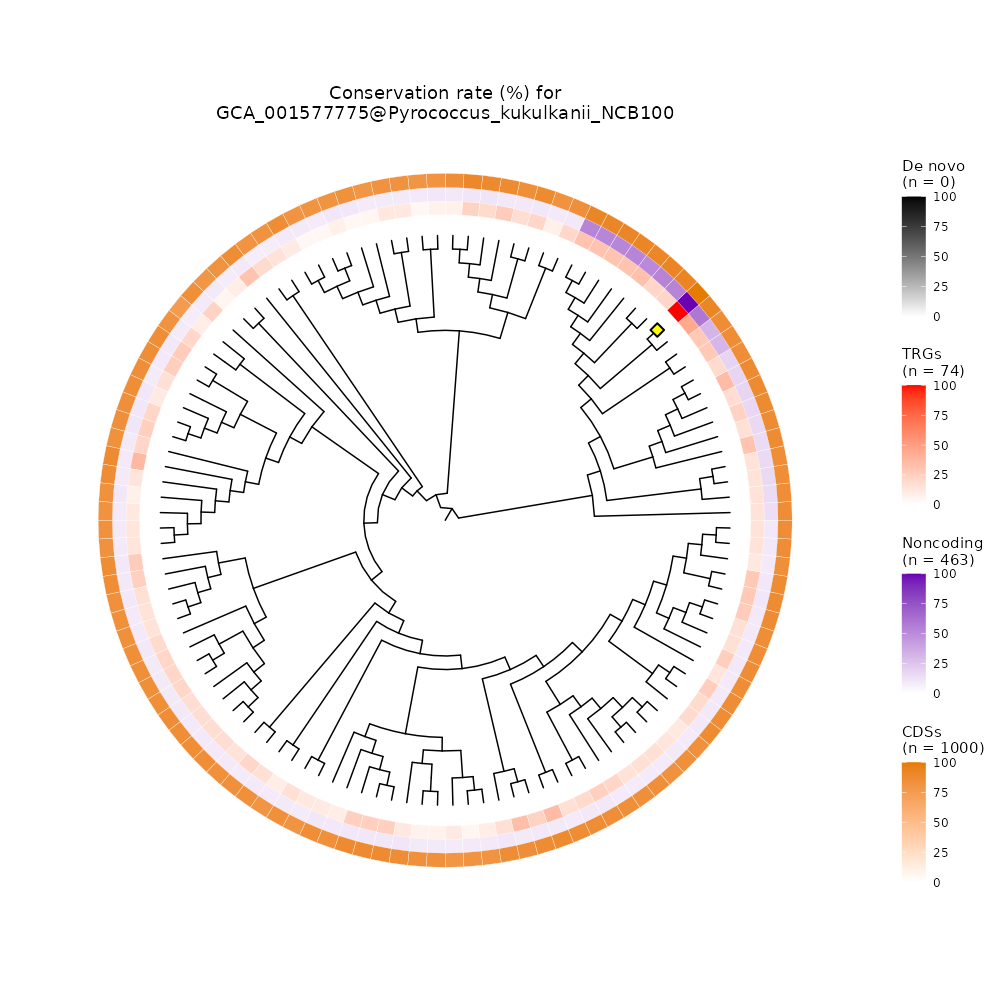 Conservation rate (%) for
GCA_001577775@Pyrococcus_kukulkanii_NCB100
De novo
(n = 0)
100
75
50
25
0
TRGs
(n = 74)
100
75
50
25
0
Noncoding
(n = 463)
100
75
50
25
0
CDSs
(n = 1000)
100
75
50
25
0